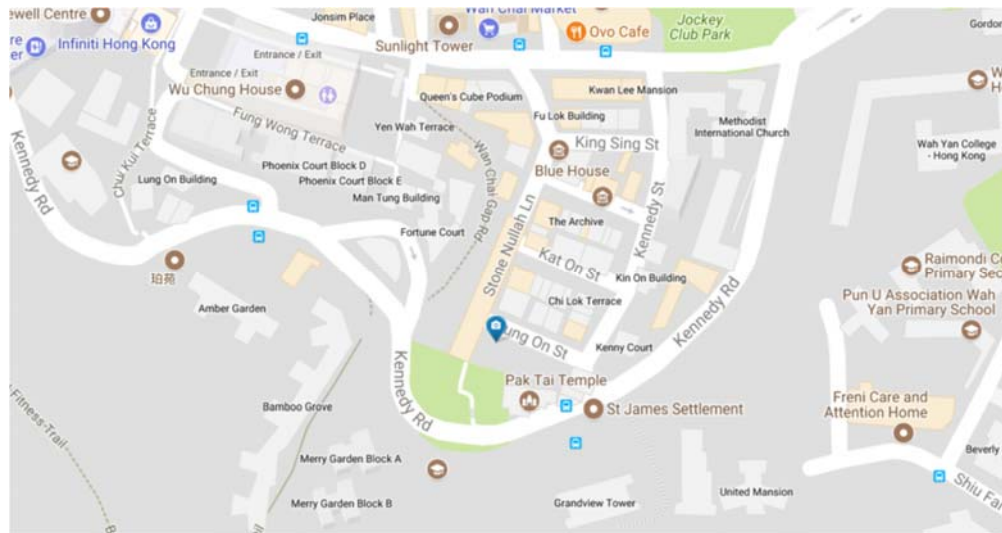 ewell Centre
Jonsim Place
Wan Chai Market
Jockey
Club Park
Gordon
Infiniti Hong Kong
Sunlight Tower
Ovo Cafe
Entrance / Exit
Entrance / Exit
Wu Chung House
Queen's Cube Podium
Kwan Lee Mansion
Fu Lok Building
Methodist
International Church
Fung Wong Terrace
Yen Wah Terrace
King Sing St
Wah Yan College
- Hong Kong
Kennedy Rd
Chui Kui Terrace
Phoenix Court Block D
Lung On Building
Phoenix Court Block E
Man Tung Building
Wan Chai Gap Rd
Blue House
Kennedy St
The Archive
Fortune Court
Stone Nullah Ln
Kat On St
Kin On Building
Raimondi Co
Primary Sec
珀苑
Amber Garden
Chi Lok Terrace
Pun U Association Wah
Yan Primary School
Kennedy Rd
ung On St
Kenny Court
Kennedy Rd
Pak Tai Temple
St James Settlement
Freni Care and
Attention Home
Bamboo Grove
Fitness-Trail
Merry Garden Block A
Merry Garden Block B
Grandview Tower
United Mansion
Beverly
Shiu Fai